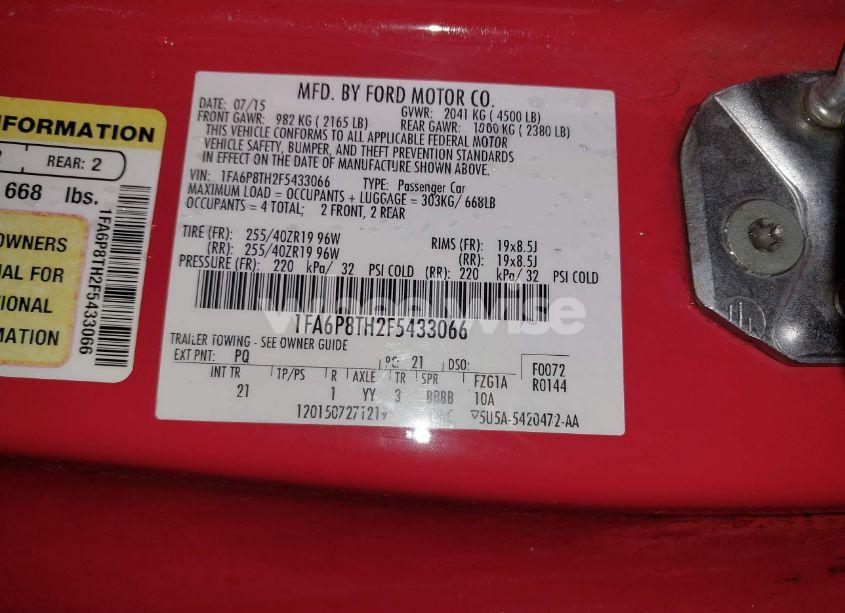 INFORMATION
REAR: 2
668 lbs.
OWNERS
AL FOR
TIONAL
MATION
1FA6P8TH2F5433066
MFD. BY FORD MOTOR CO.
DATE: 07/15 GVWR: 2041 KG ( 4500 LB)
FRONT GAWR: 982 KG ( 2165 LB) REAR GAWR: 1080 KG ( 2380 LB)
THIS VEHICLE CONFORMS TO ALL APPLICABLE FEDERAL MOTOR
VEHICLE SAFETY, BUMPER, AND THEFT PREVENTION STANDARDS
IN EFFECT ON THE DATE OF MANUFACTURE SHOWN ABOVE.
VIN: 1FA6P8TH2F5433066 TYPE: Passenger Car
MAXIMUM LOAD = OCCUPANTS + LUGGAGE = 303KG/ 668LB
OCCUPANTS = 4 TOTAL; 2 FRONT, 2 REAR
TIRE (FR): 255/40ZR19 96W RIMS (FR): 19x8.5J
(RR): 255/40ZR19 96W (RR): 19x8.5J
PRESSURE (FR): 220 kPa/ 32 PSI COLD (RR): 220 kPa/ 32 PSI COLD
1FA6P8TH2F5433066
TRAILER TOWING - SEE OWNER GUIDE
EXT PNT: PQ RC: 21 DSO: F0072
R0144
INT TR TP/PS R AXLE TR SPR FZG1A
21 1 YY 3 BBBB 10A
▽5U5A-5420472-AA